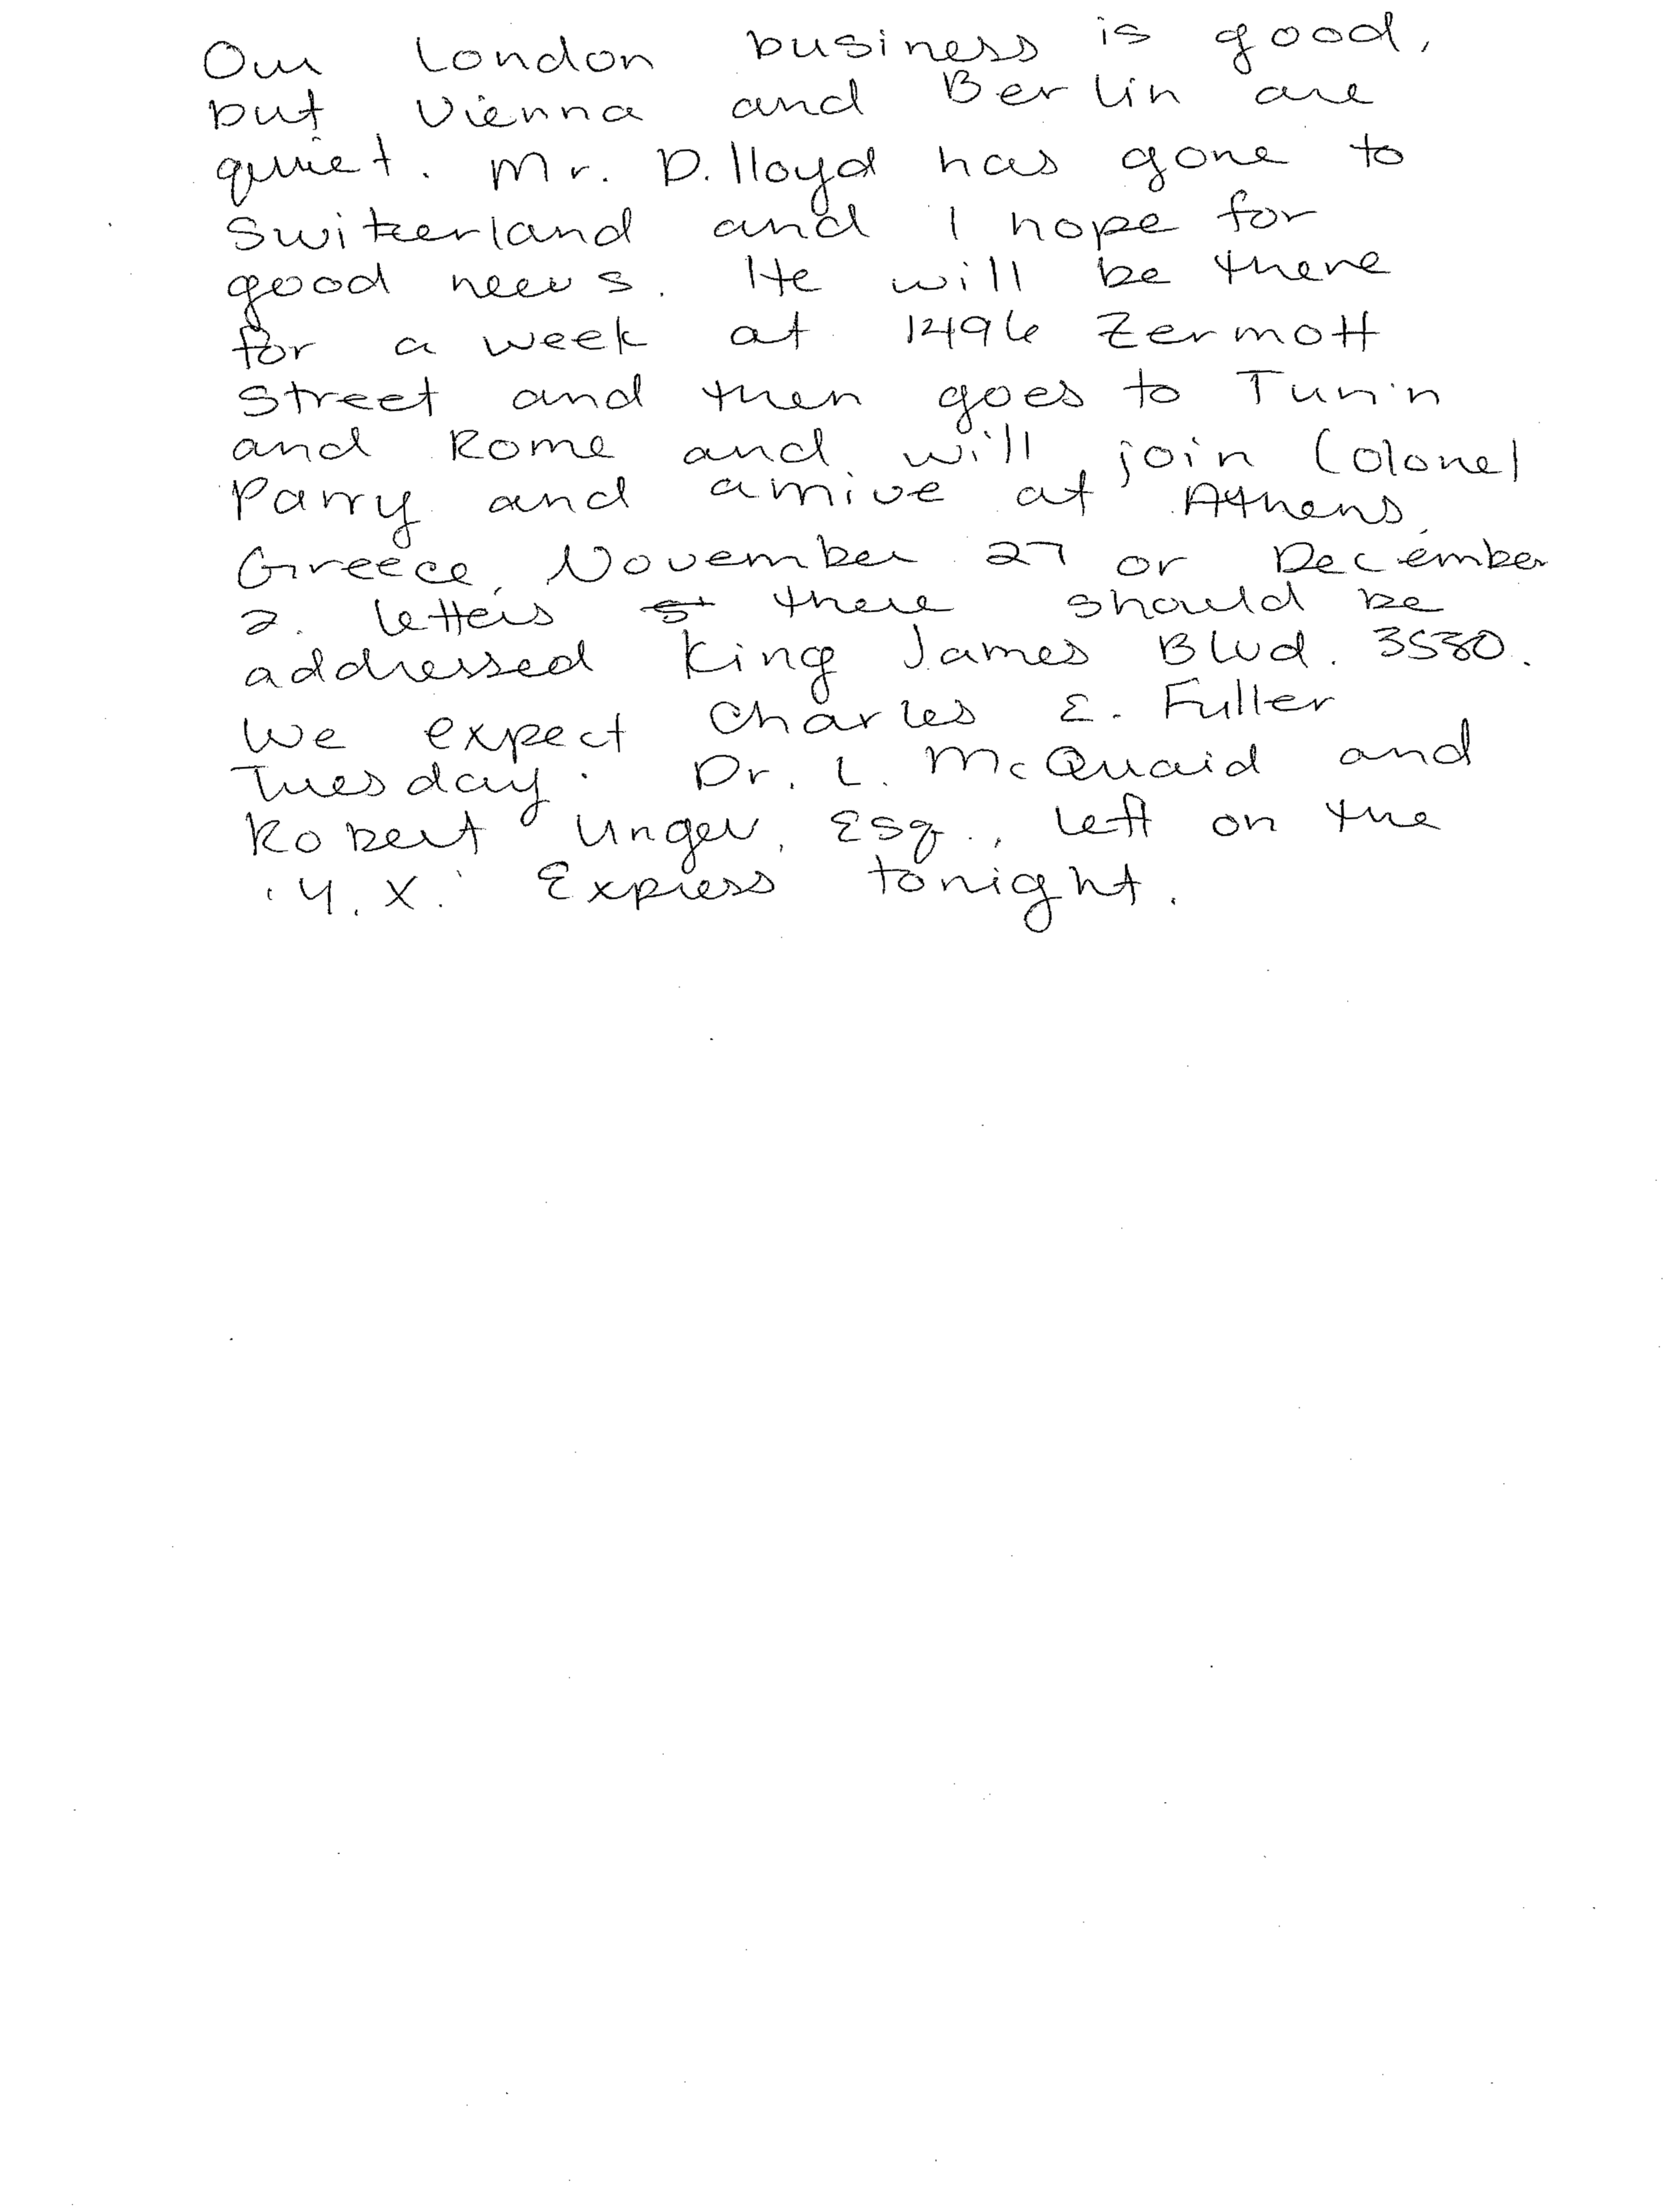 Our London business is good,
but Vienna and Berlin are
quiet. Mr. D. lloyd has gone to
Switzerland and I hope for
good news. He will be there
for a week at 1496 Zermott
Street and then goes to Turin
and Rome and will join Colonel
Parry and arrive at Athens,
Greece, November 27 or December
2. letters there should be
addressed King James Blvd. 3580.
We expect Charles E. Fuller
Tuesday. Dr. L. McQuaid and
Robert Unger, Esq., left on the
'Y.X.' Express tonight.